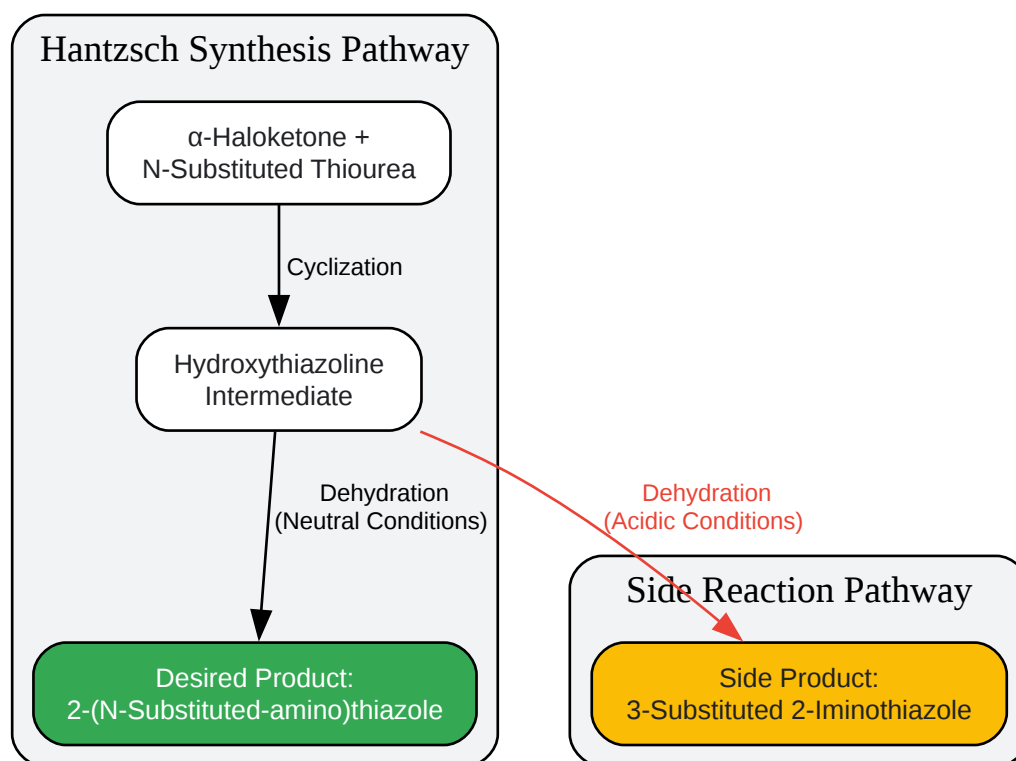 Hantzsch Synthesis Pathway
α-Haloketone +
N-Substituted Thiourea
Cyclization
Hydroxythiazoline
Intermediate
Dehydration
(Neutral Conditions)
Dehydration
(Acidic Conditions)
Desired Product:
2-(N-Substituted-amino)thiazole
Side Reaction Pathway
Side Product:
3-Substituted 2-Iminothiazole